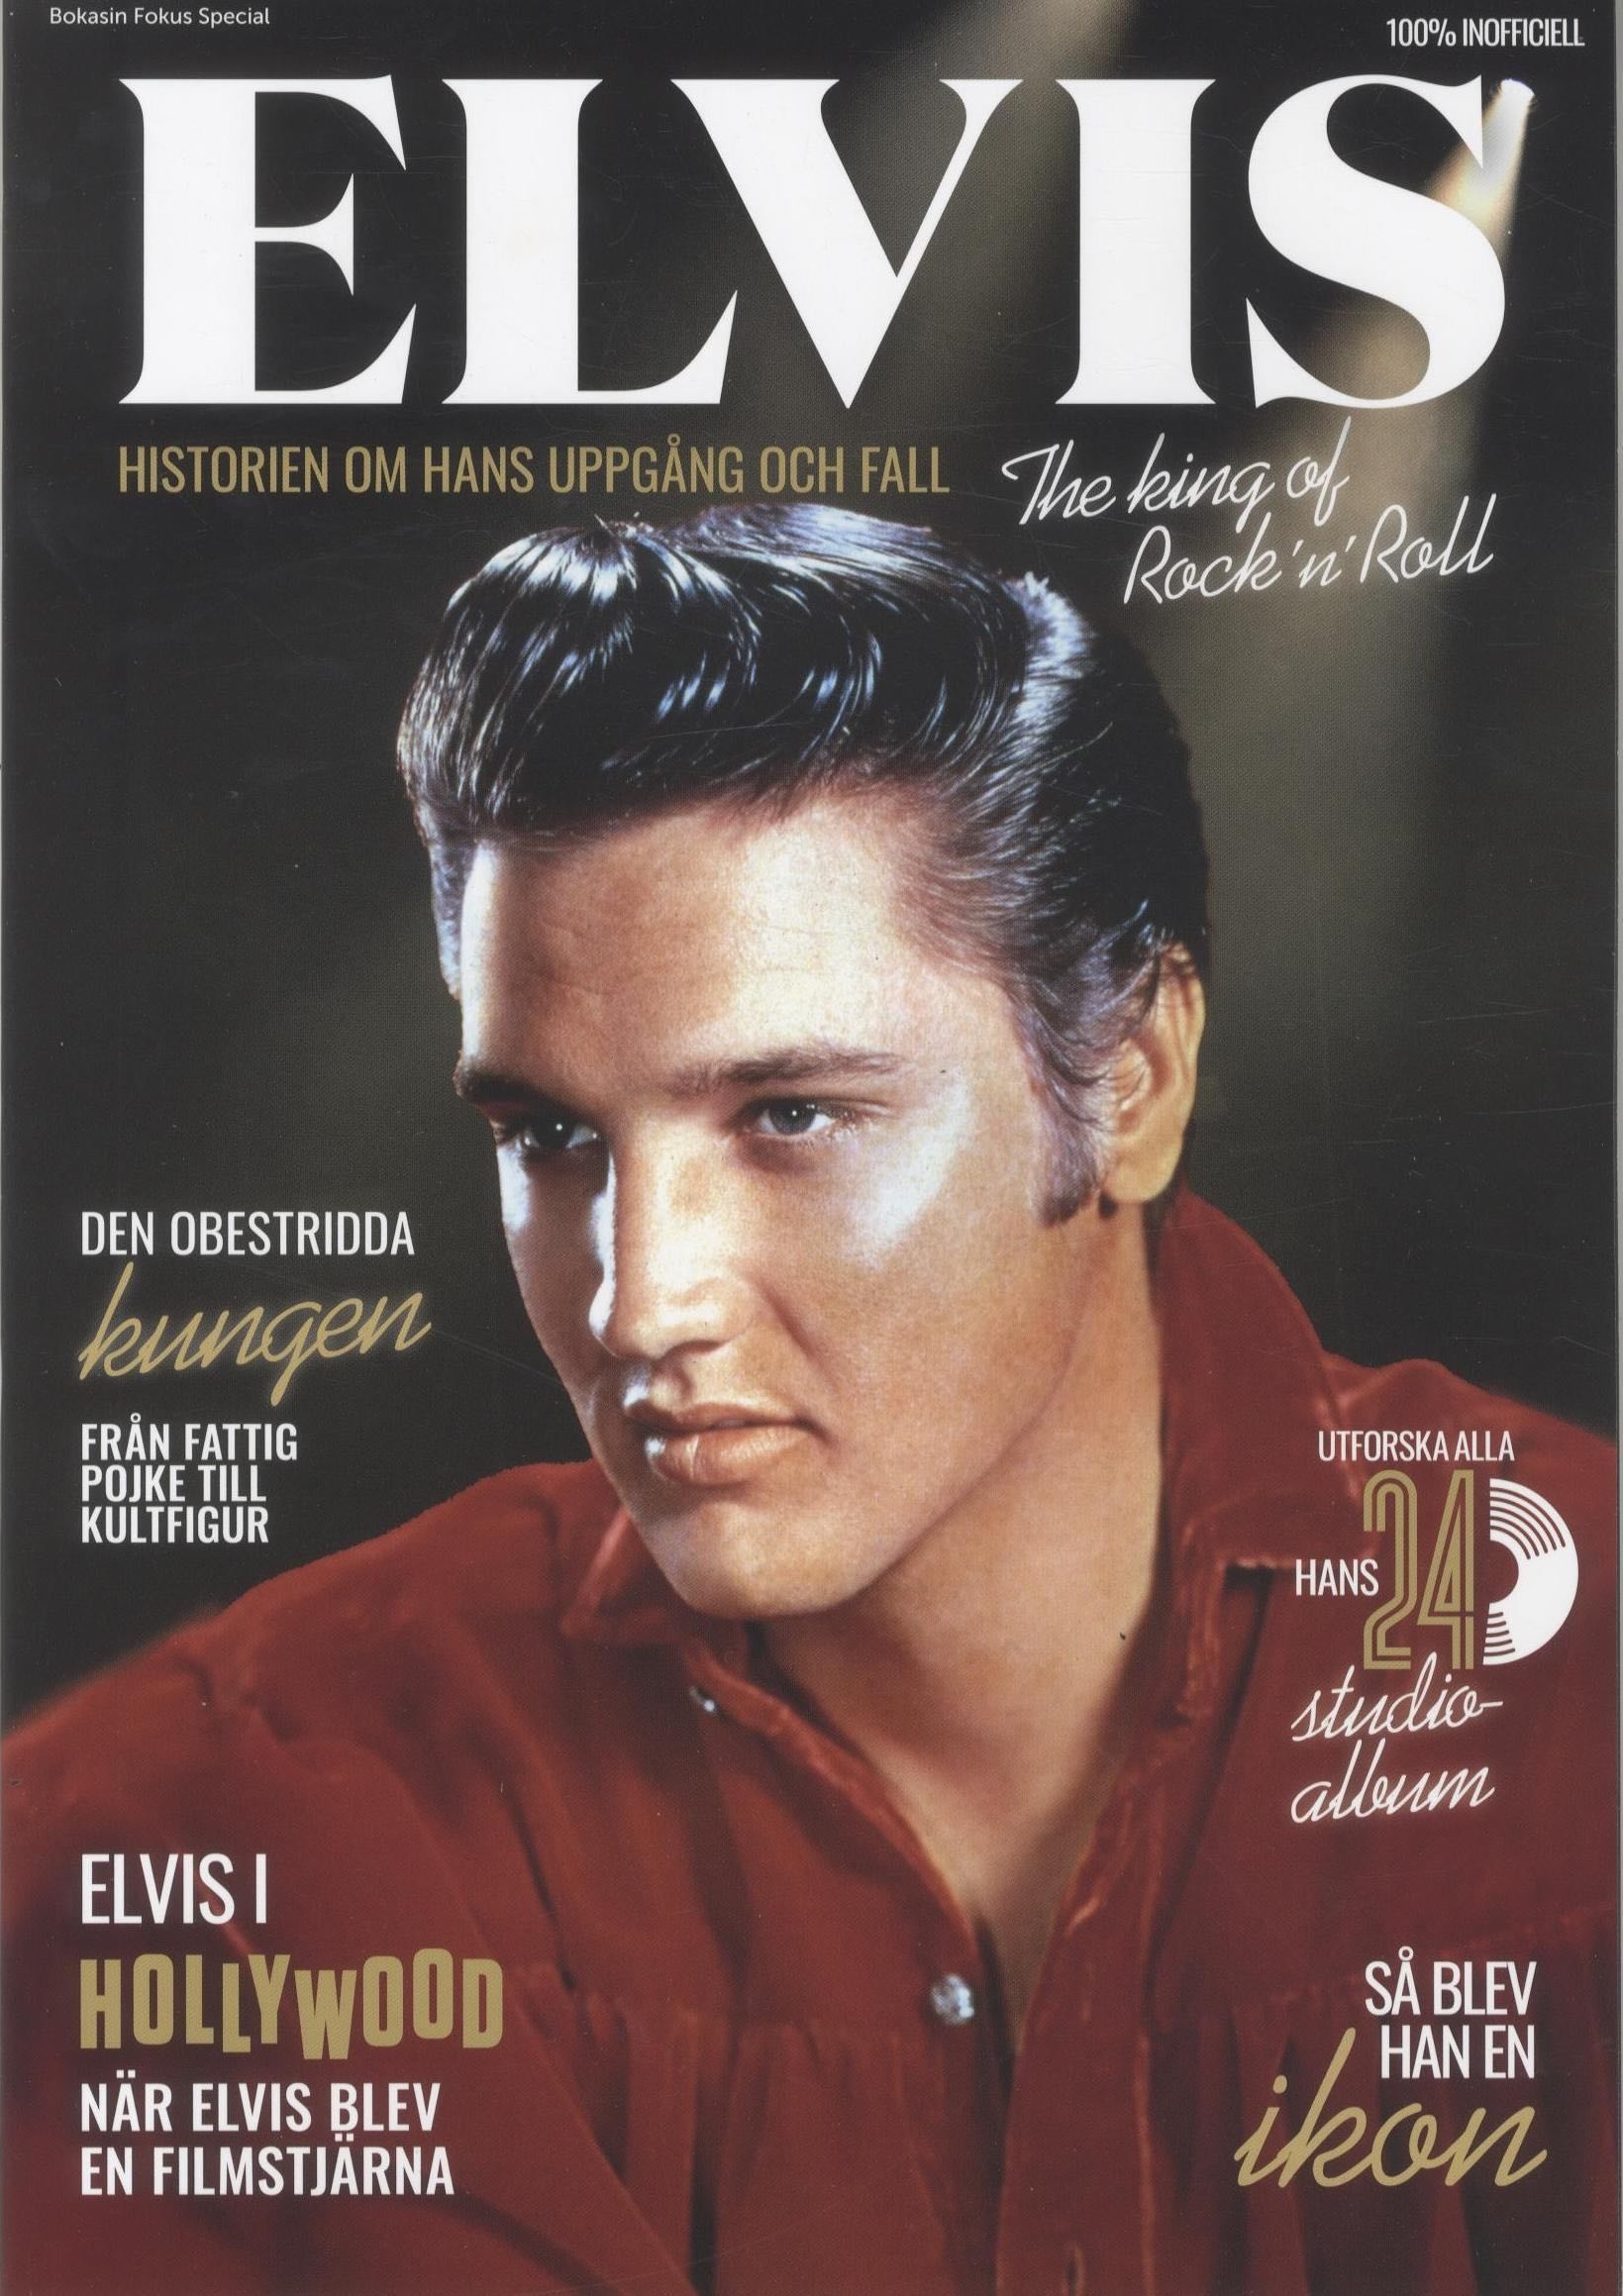 Bokasin Fokus Special
100% INOFFICIELL
ELVIS
HISTORIEN OM HANS UPPGÅNG OCH FALL
The king of
Rock'n'Roll
DEN OBESTRIDDA
kungen
FRÅN FATTIG
POJKE TILL
KULTFIGUR
UTFORSKA ALLA
HANS 24
studio-
album
ELVIS I
HOLLYWOOD
NÄR ELVIS BLEV
EN FILMSTJÄRNA
SÅ BLEV
HAN EN
ikon